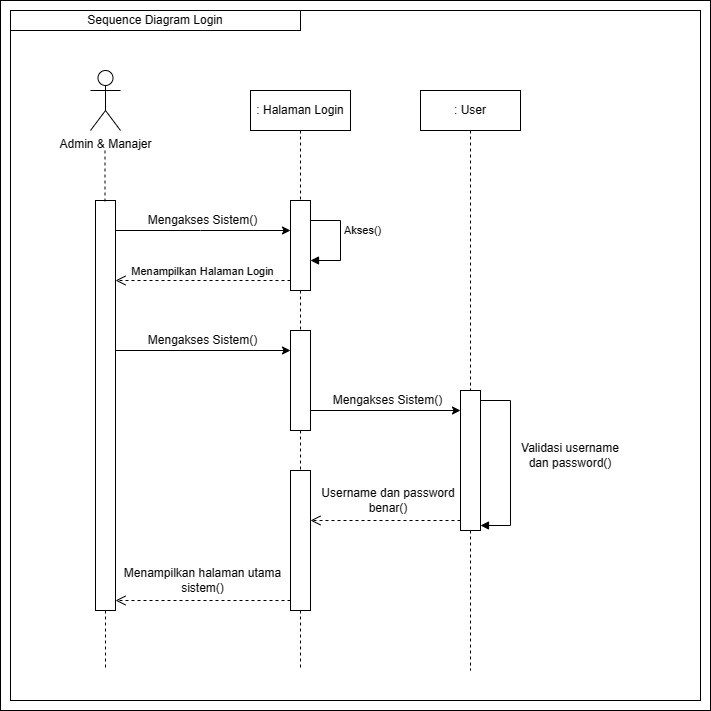 Sequence Diagram Login
Admin & Manajer
: Halaman Login
: User
Mengakses Sistem()
Akses()
Menampilkan Halaman Login
Mengakses Sistem()
Mengakses Sistem()
Validasi username
dan password()
Username dan password
benar()
Menampilkan halaman utama
sistem()